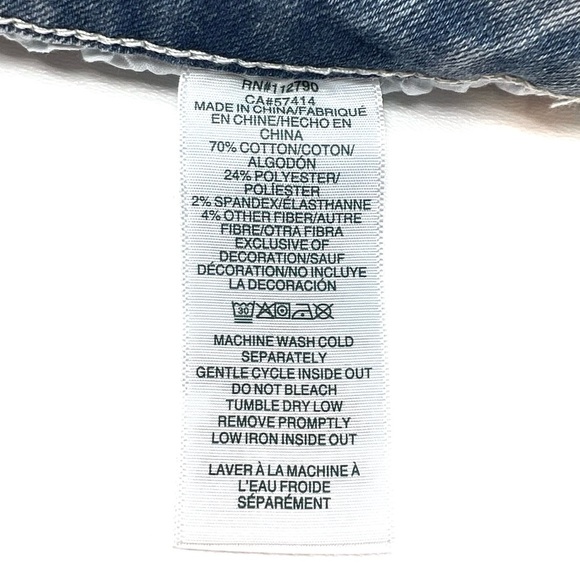 RN#112790
CA#57414
MADE IN CHINA/FABRIQUÉ
EN CHINE/HECHO EN
CHINA
70% COTTON/COTON/
ALGODÓN
24% POLYESTER/
POLÍESTER
2% SPANDEX/ÉLASTHANNE
4% OTHER FIBER/AUTRE
FIBRE/OTRA FIBRA
EXCLUSIVE OF
DECORATION/SAUF
DÉCORATION/NO INCLUYE
LA DECORACIÓN
30
MACHINE WASH COLD
SEPARATELY
GENTLE CYCLE INSIDE OUT
DO NOT BLEACH
TUMBLE DRY LOW
REMOVE PROMPTLY
LOW IRON INSIDE OUT
LAVER À LA MACHINE À
L'EAU FROIDE
SÉPARÉMENT